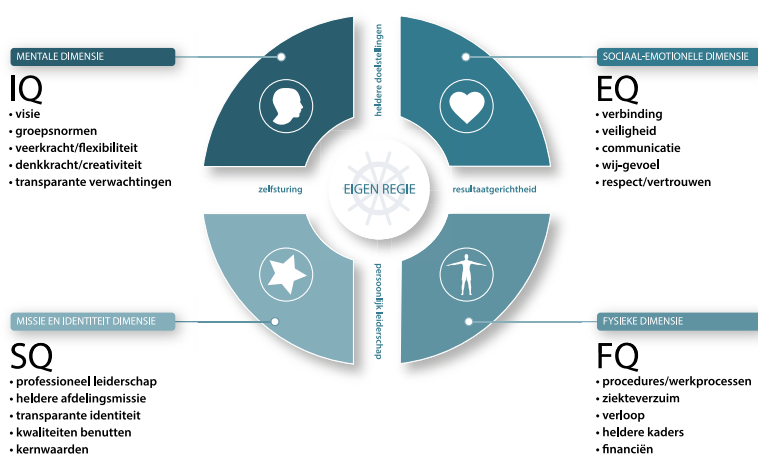 MENTALE DIMENSIE
IQ
• visie
• groepsnormen
• veerkracht/flexibiliteit
• denkkracht/creativiteit
• transparante verwachtingen
heldere doelstellingen
SOCIAAL-EMOTIONELE DIMENSIE
EQ
• verbinding
• veiligheid
• communicatie
• wij-gevoel
• respect/vertrouwen
zelfsturing
EIGEN REGIE
resultaatgerichtheid
persoonlijk leiderschap
MISSIE EN IDENTITEIT DIMENSIE
SQ
• professioneel leiderschap
• heldere afdelingsmissie
• transparante identiteit
• kwaliteiten benutten
• kernwaarden
FYSIEKE DIMENSIE
FQ
• procedures/werkprocessen
• ziekteverzuim
• verloop
• heldere kaders
• financiën